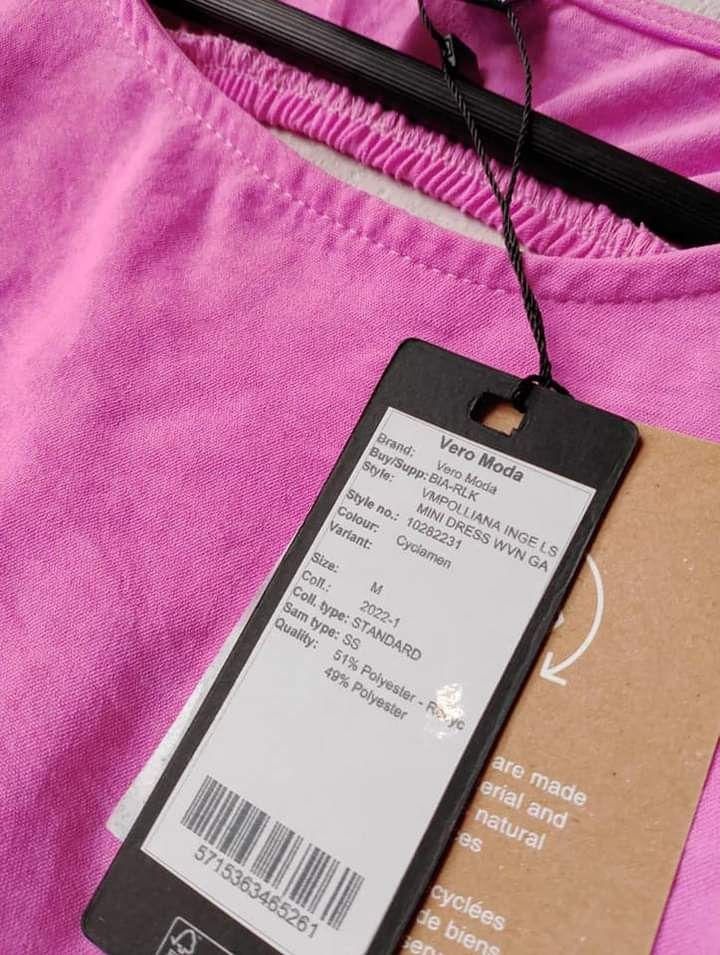 Vero Moda
Brand: Vero Moda
Buy/Supp: BIA-RLK
Style: VMPOLLIANA INGE LS
MINI DRESS WVN GA
Style no.: 10282231
Colour: Cyclamen
Variant:
Size: M
Coll.: 2022-1
Coll. type: STANDARD
Sam type: SS
Quality: 51% Polyester -
49% Polyester
5715363465261
are made
erial and
natural
es
cyclées
de biens